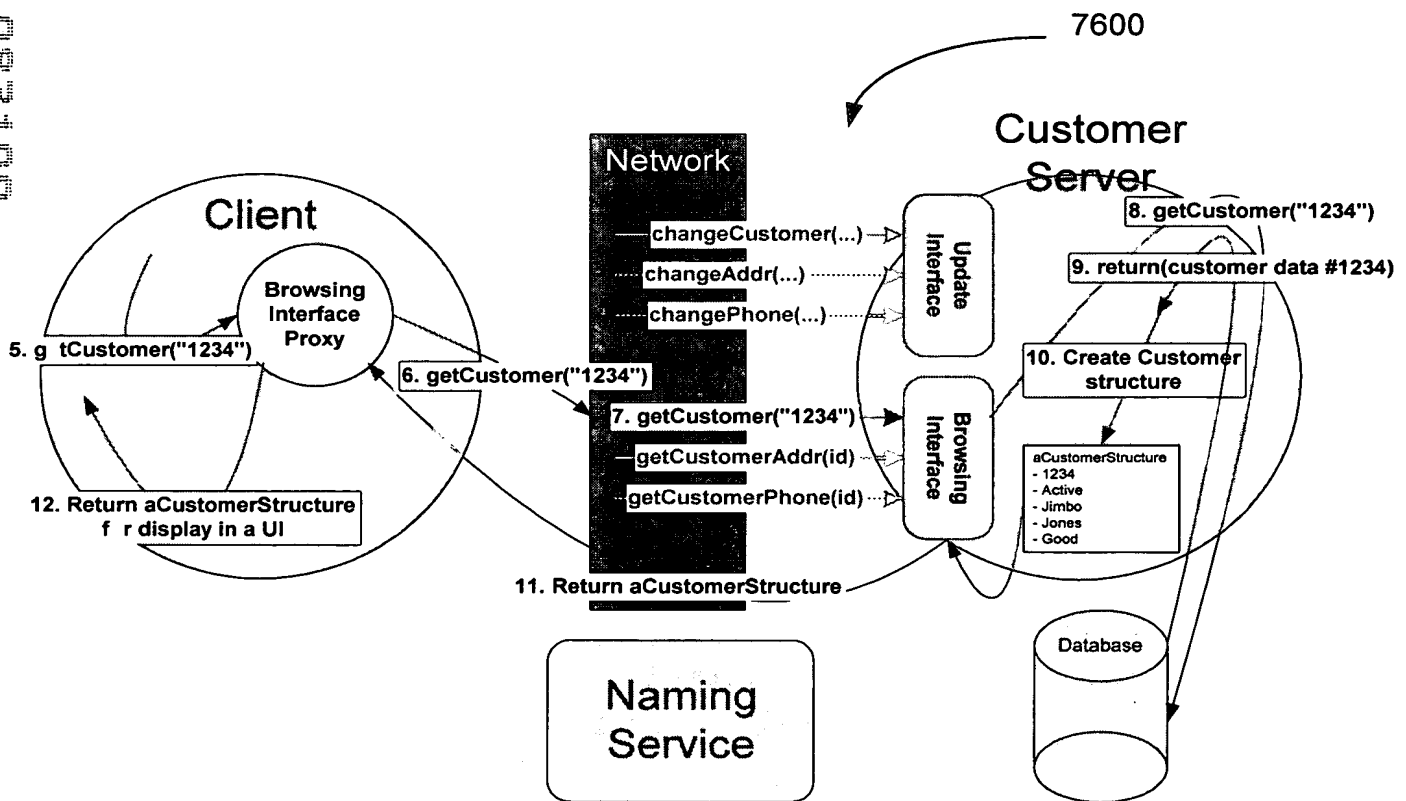 7600
Customer
Server
Network
Client
8. getCustomer("1234")
changeCustomer(...)
Update
Interface
9. return(customer data #1234)
changeAddr(...)
Browsing
Interface
Proxy
changePhone(...)
5. g tCustomer("1234")
10. Create Customer
structure
6. getCustomer("1234")
7. getCustomer("1234")
Browsing
Interface
getCustomerAddr(id)
getCustomerPhone(id)
aCustomerStructure
- 1234
- Active
- Jimbo
- Jones
- Good
12. Return aCustomerStructure
f r display in a UI
11. Return aCustomerStructure
Database
Naming
Service